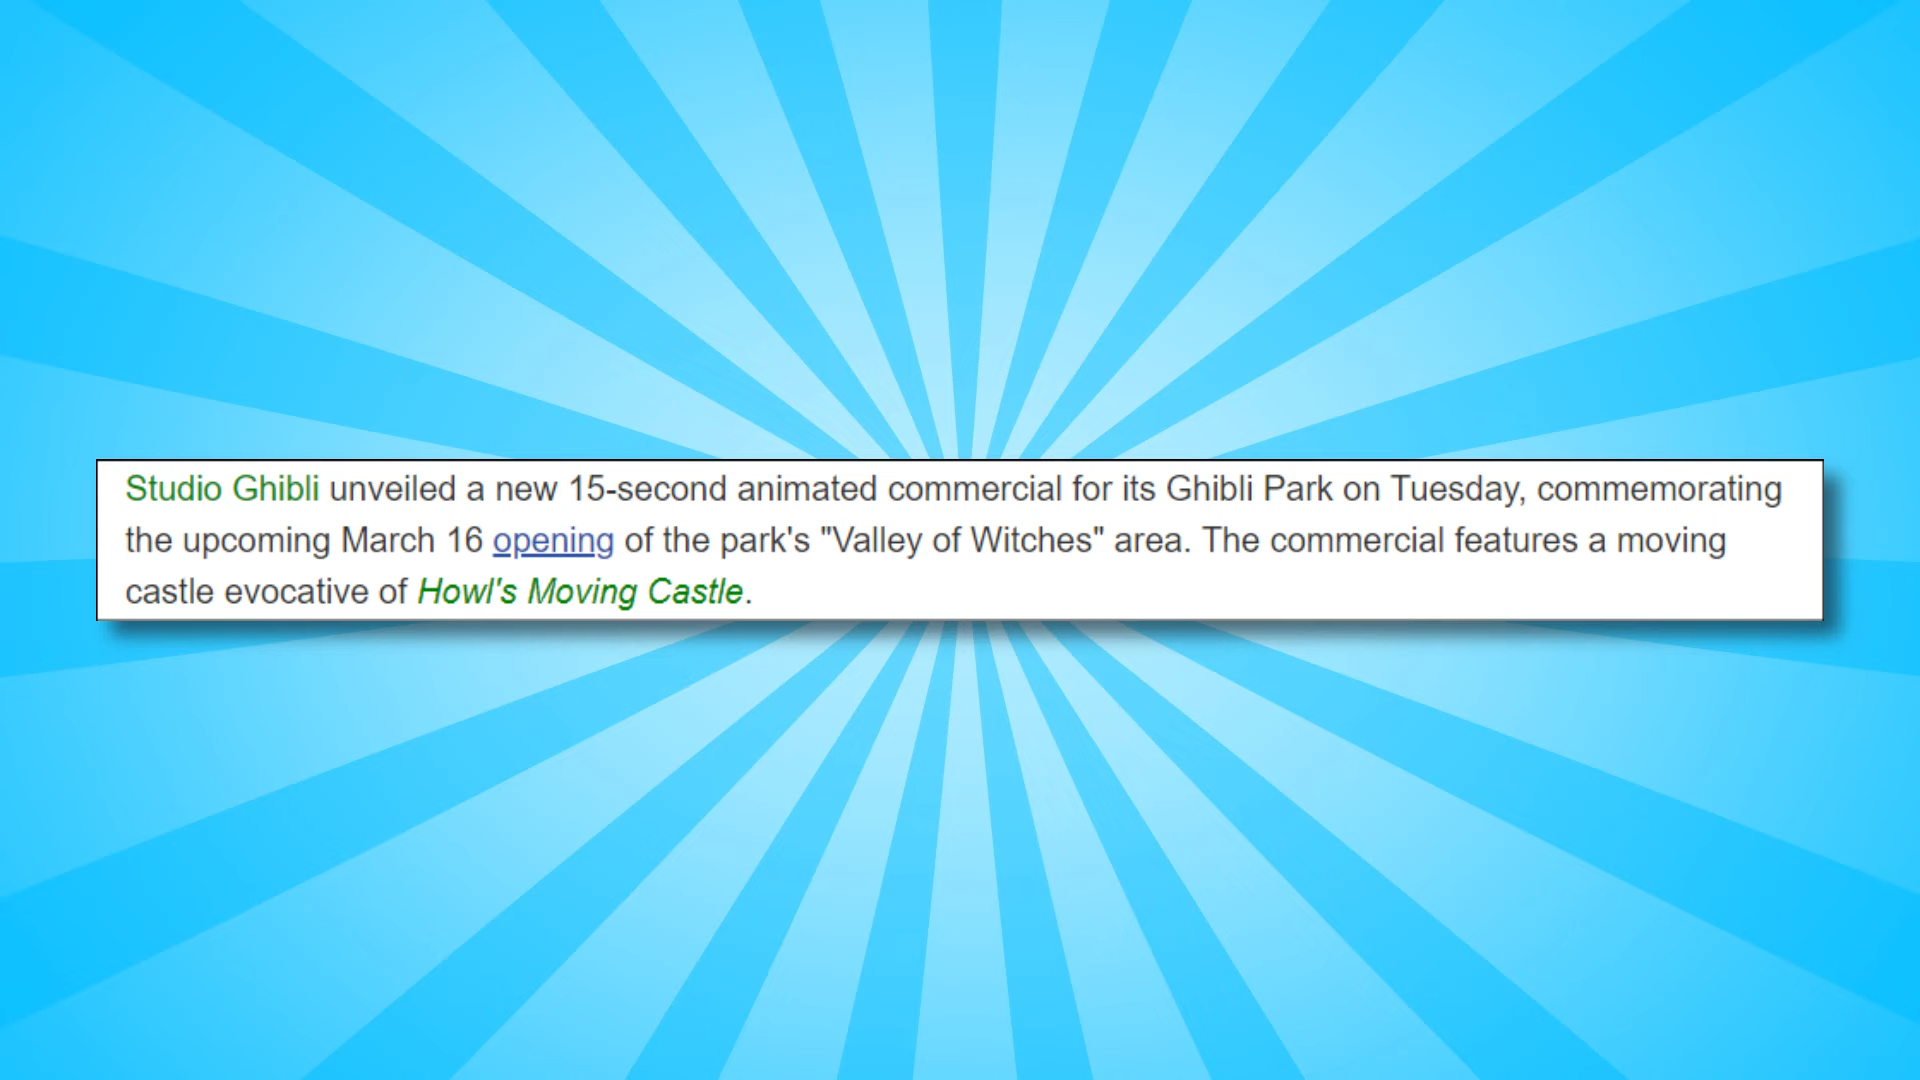 Studio Ghibli unveiled a new 15-second animated commercial for its Ghibli Park on Tuesday, commemorating
the upcoming March 16 opening of the park's "Valley of Witches" area. The commercial features a moving
castle evocative of Howl's Moving Castle.